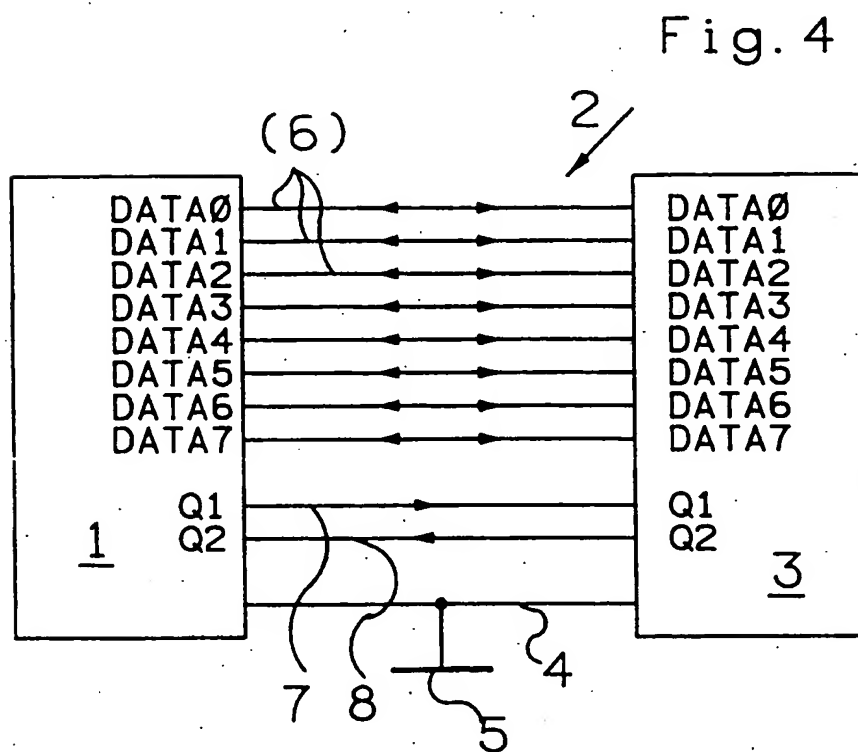 Fig. 4
2
(6)
DATAØ DATAØ
DATA1 DATA1
DATA2 DATA2
DATA3 DATA3
DATA4 DATA4
DATA5 DATA5
DATA6 DATA6
DATA7 DATA7
Q1 Q1
1 Q2 Q2
3
7 8 5 4